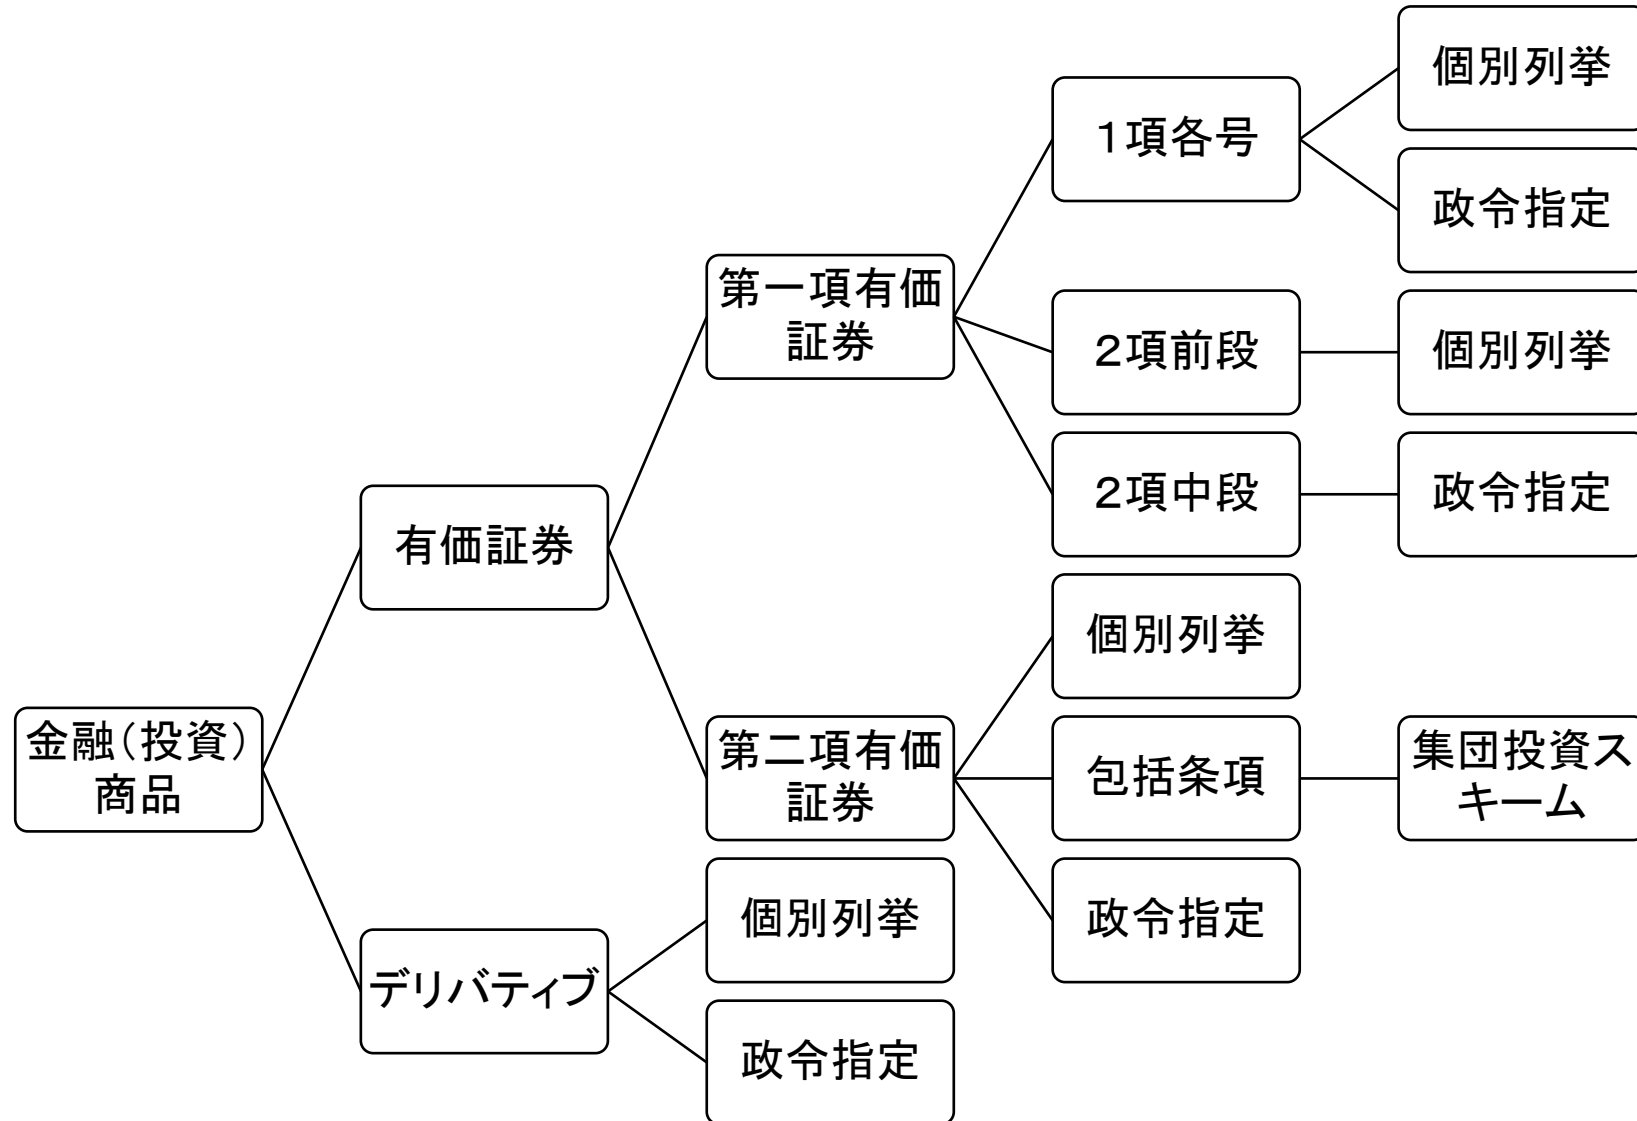 金融（投資）
商品
有価証券
第一項有価
証券
１項各号
個別列挙
政令指定
２項前段
個別列挙
２項中段
政令指定
第二項有価
証券
個別列挙
包括条項
集団投資ス
キーム
政令指定
デリバティブ
個別列挙
政令指定